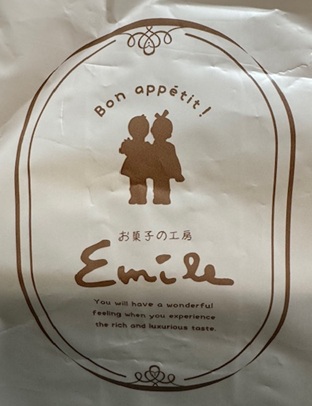 Bon appétit!
お菓子の工房
Emile
You will have a wonderful
feeling when you experience
the rich and luxurious taste.